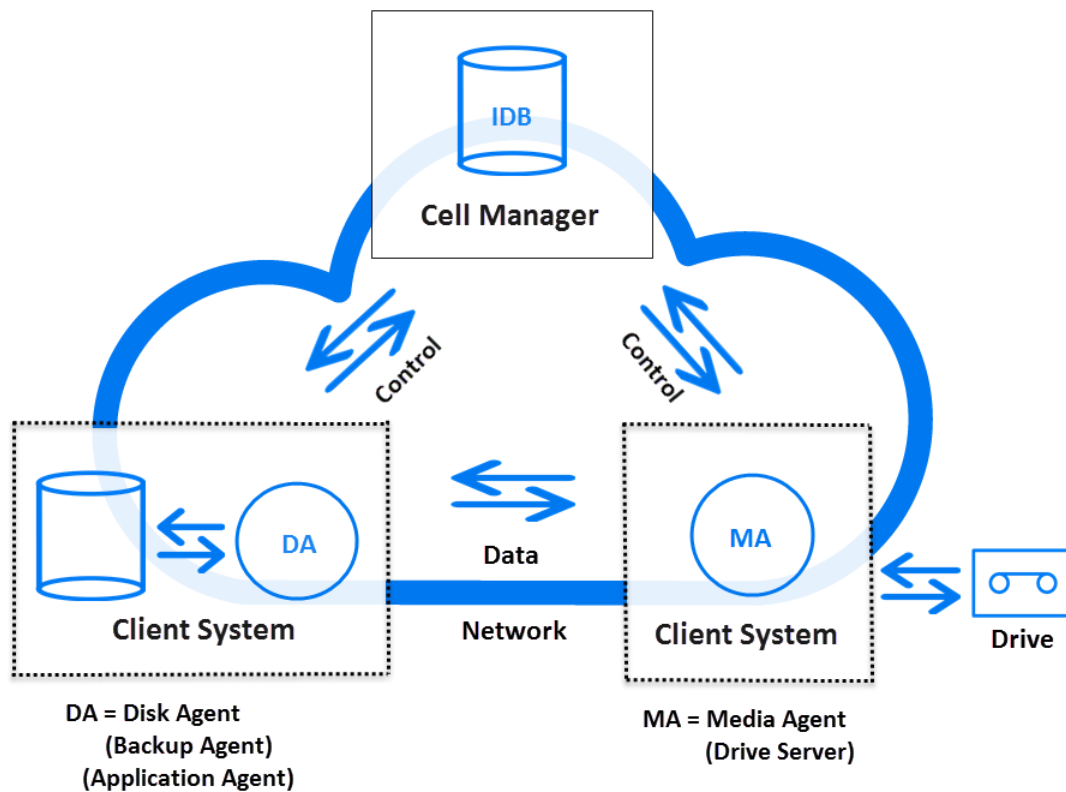 IDB
Cell Manager
Control
Control
DA
MA
Data
Client System
Network
Client System
Drive
DA = Disk Agent
(Backup Agent)
(Application Agent)
MA = Media Agent
(Drive Server)